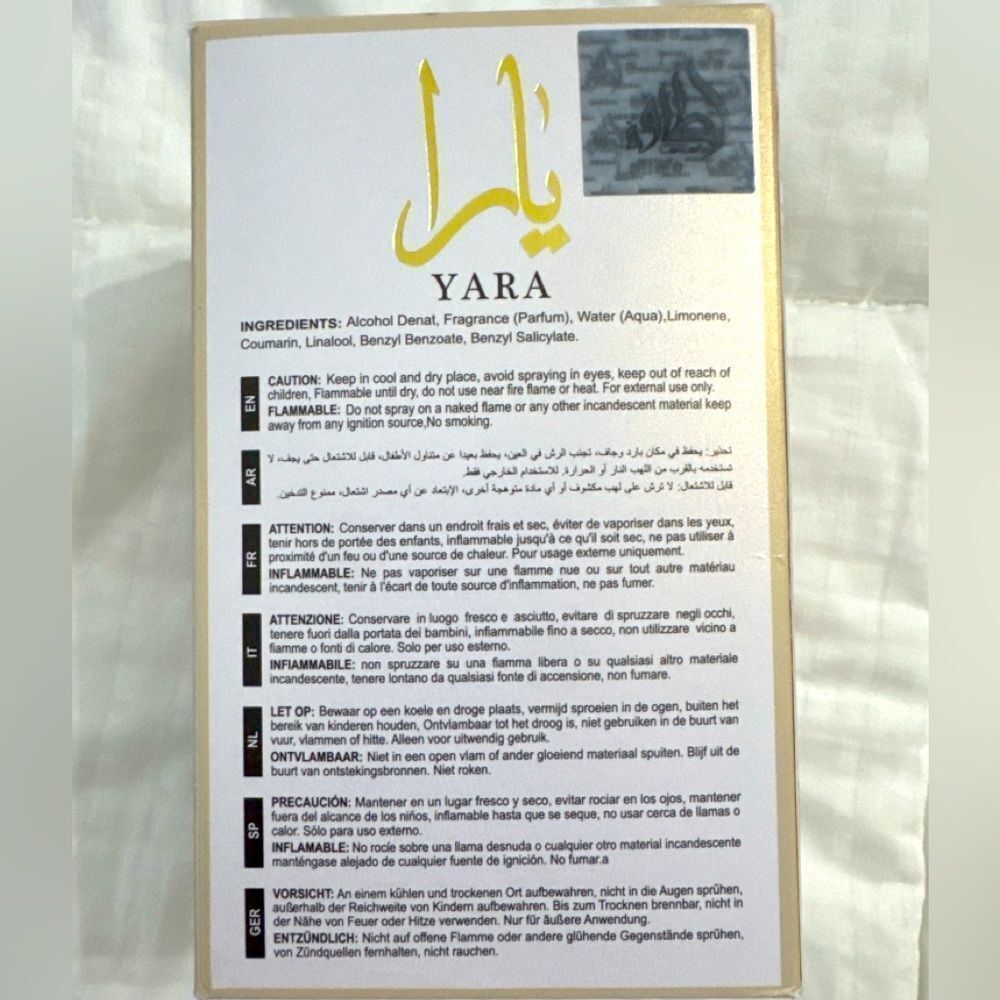 يارا
لطافة
YARA
INGREDIENTS: Alcohol Denat, Fragrance (Parfum), Water (Aqua),Limonene,
Coumarin, Linalool, Benzyl Benzoate, Benzyl Salicylate.
EN
CAUTION: Keep in cool and dry place, avoid spraying in eyes, keep out of reach of
children, Flammable until dry, do not use near fire flame or heat. For external use only.
FLAMMABLE: Do not spray on a naked flame or any other incandescent material keep
away from any ignition source,No smoking.
AR
تحذير: يحفظ في مكان بارد وجاف، تجنب الرش في العين، يحفظ بعيدا عن متناول الأطفال، قابل للاشتعال حتى يجف، لا
تستخدمه بالقرب من اللهب النار أو الحرارة. للاستخدام الخارجي فقط.
قابل للاشتعال: لا ترش على لهب مكشوف أو أي مادة متوهجة أخرى، الإبتعاد عن أي مصدر اشتعال، ممنوع التدخين.
FR
ATTENTION: Conserver dans un endroit frais et sec, éviter de vaporiser dans les yeux,
tenir hors de portée des enfants, inflammable jusqu'à ce qu'il soit sec, ne pas utiliser à
proximité d'un feu ou d'une source de chaleur. Pour usage externe uniquement.
INFLAMMABLE: Ne pas vaporiser sur une flamme nue ou sur tout autre matériau
incandescent, tenir à l'écart de toute source d'inflammation, ne pas fumer.
IT
ATTENZIONE: Conservare in luogo fresco e asciutto, evitare di spruzzare negli occhi,
tenere fuori dalla portata dei bambini, infiammabile fino a secco, non utilizzare vicino a
fiamme o fonti di calore. Solo per uso esterno.
INFIAMMABILE: non spruzzare su una fiamma libera o su qualsiasi altro materiale
incandescente, tenere lontano da qualsiasi fonte di accensione, non fumare.
NL
LET OP: Bewaar op een koele en droge plaats, vermijd sproeien in de ogen, buiten het
bereik van kinderen houden, Ontvlambaar tot het droog is, niet gebruiken in de buurt van
vuur, vlammen of hitte. Alleen voor uitwendig gebruik.
ONTVLAMBAAR: Niet in een open vlam of ander gloeiend materiaal spuiten. Blijf uit de
buurt van ontstekingsbronnen. Niet roken.
SP
PRECAUCIÓN: Mantener en un lugar fresco y seco, evitar rociar en los ojos, mantener
fuera del alcance de los niños, inflamable hasta que se seque, no usar cerca de llamas o
calor. Sólo para uso externo.
INFLAMABLE: No rocíe sobre una llama desnuda o cualquier otro material incandescente
manténgase alejado de cualquier fuente de ignición. No fumar.a
GER
VORSICHT: An einem kühlen und trockenen Ort aufbewahren, nicht in die Augen sprühen,
außerhalb der Reichweite von Kindern aufbewahren. Bis zum Trocknen brennbar, nicht in
der Nähe von Feuer oder Hitze verwenden. Nur für äußere Anwendung.
ENTZÜNDLICH: Nicht auf offene Flamme oder andere glühende Gegenstände sprühen,
von Zündquellen fernhalten, nicht rauchen.